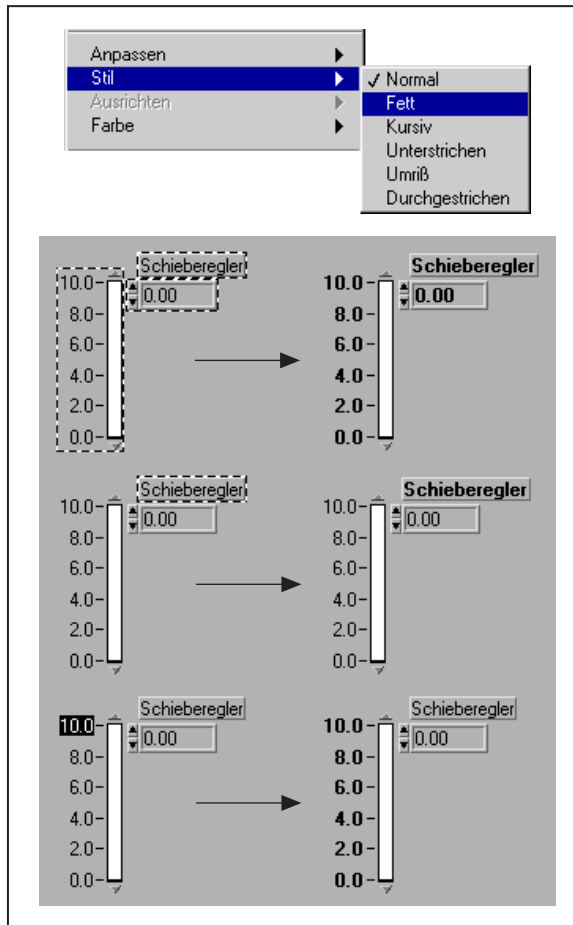 Anpassen
Stil
Ausrichten
Farbe
✓ Normal
Fett
Kursiv
Unterstrichen
Umriß
Durchgestrichen
Schieberegler
10.0
0.00
8.0
6.0
4.0
2.0
0.0
Schieberegler
10.0
0.00
8.0
6.0
4.0
2.0
0.0
Schieberegler
10.0
0.00
8.0
6.0
4.0
2.0
0.0
Schieberegler
10.0
0.00
8.0
6.0
4.0
2.0
0.0
Schieberegler
10.0
0.00
8.0
6.0
4.0
2.0
0.0
Schieberegler
10.0
0.00
8.0
6.0
4.0
2.0
0.0